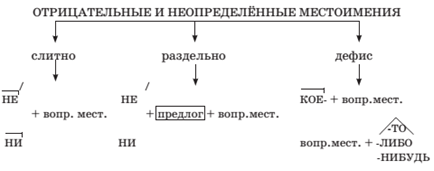 ОТРИЦАТЕЛЬНЫЕ И НЕОПРЕДЕЛЁННЫЕ МЕСТОИМЕНИЯ
слитно раздельно дефис
НЕ НЕ КОЕ- + вопр.мест.
+ вопр. мест. + предлог + вопр.мест.
-ТО
НИ НИ вопр.мест. + -ЛИБО
-НИБУДЬ